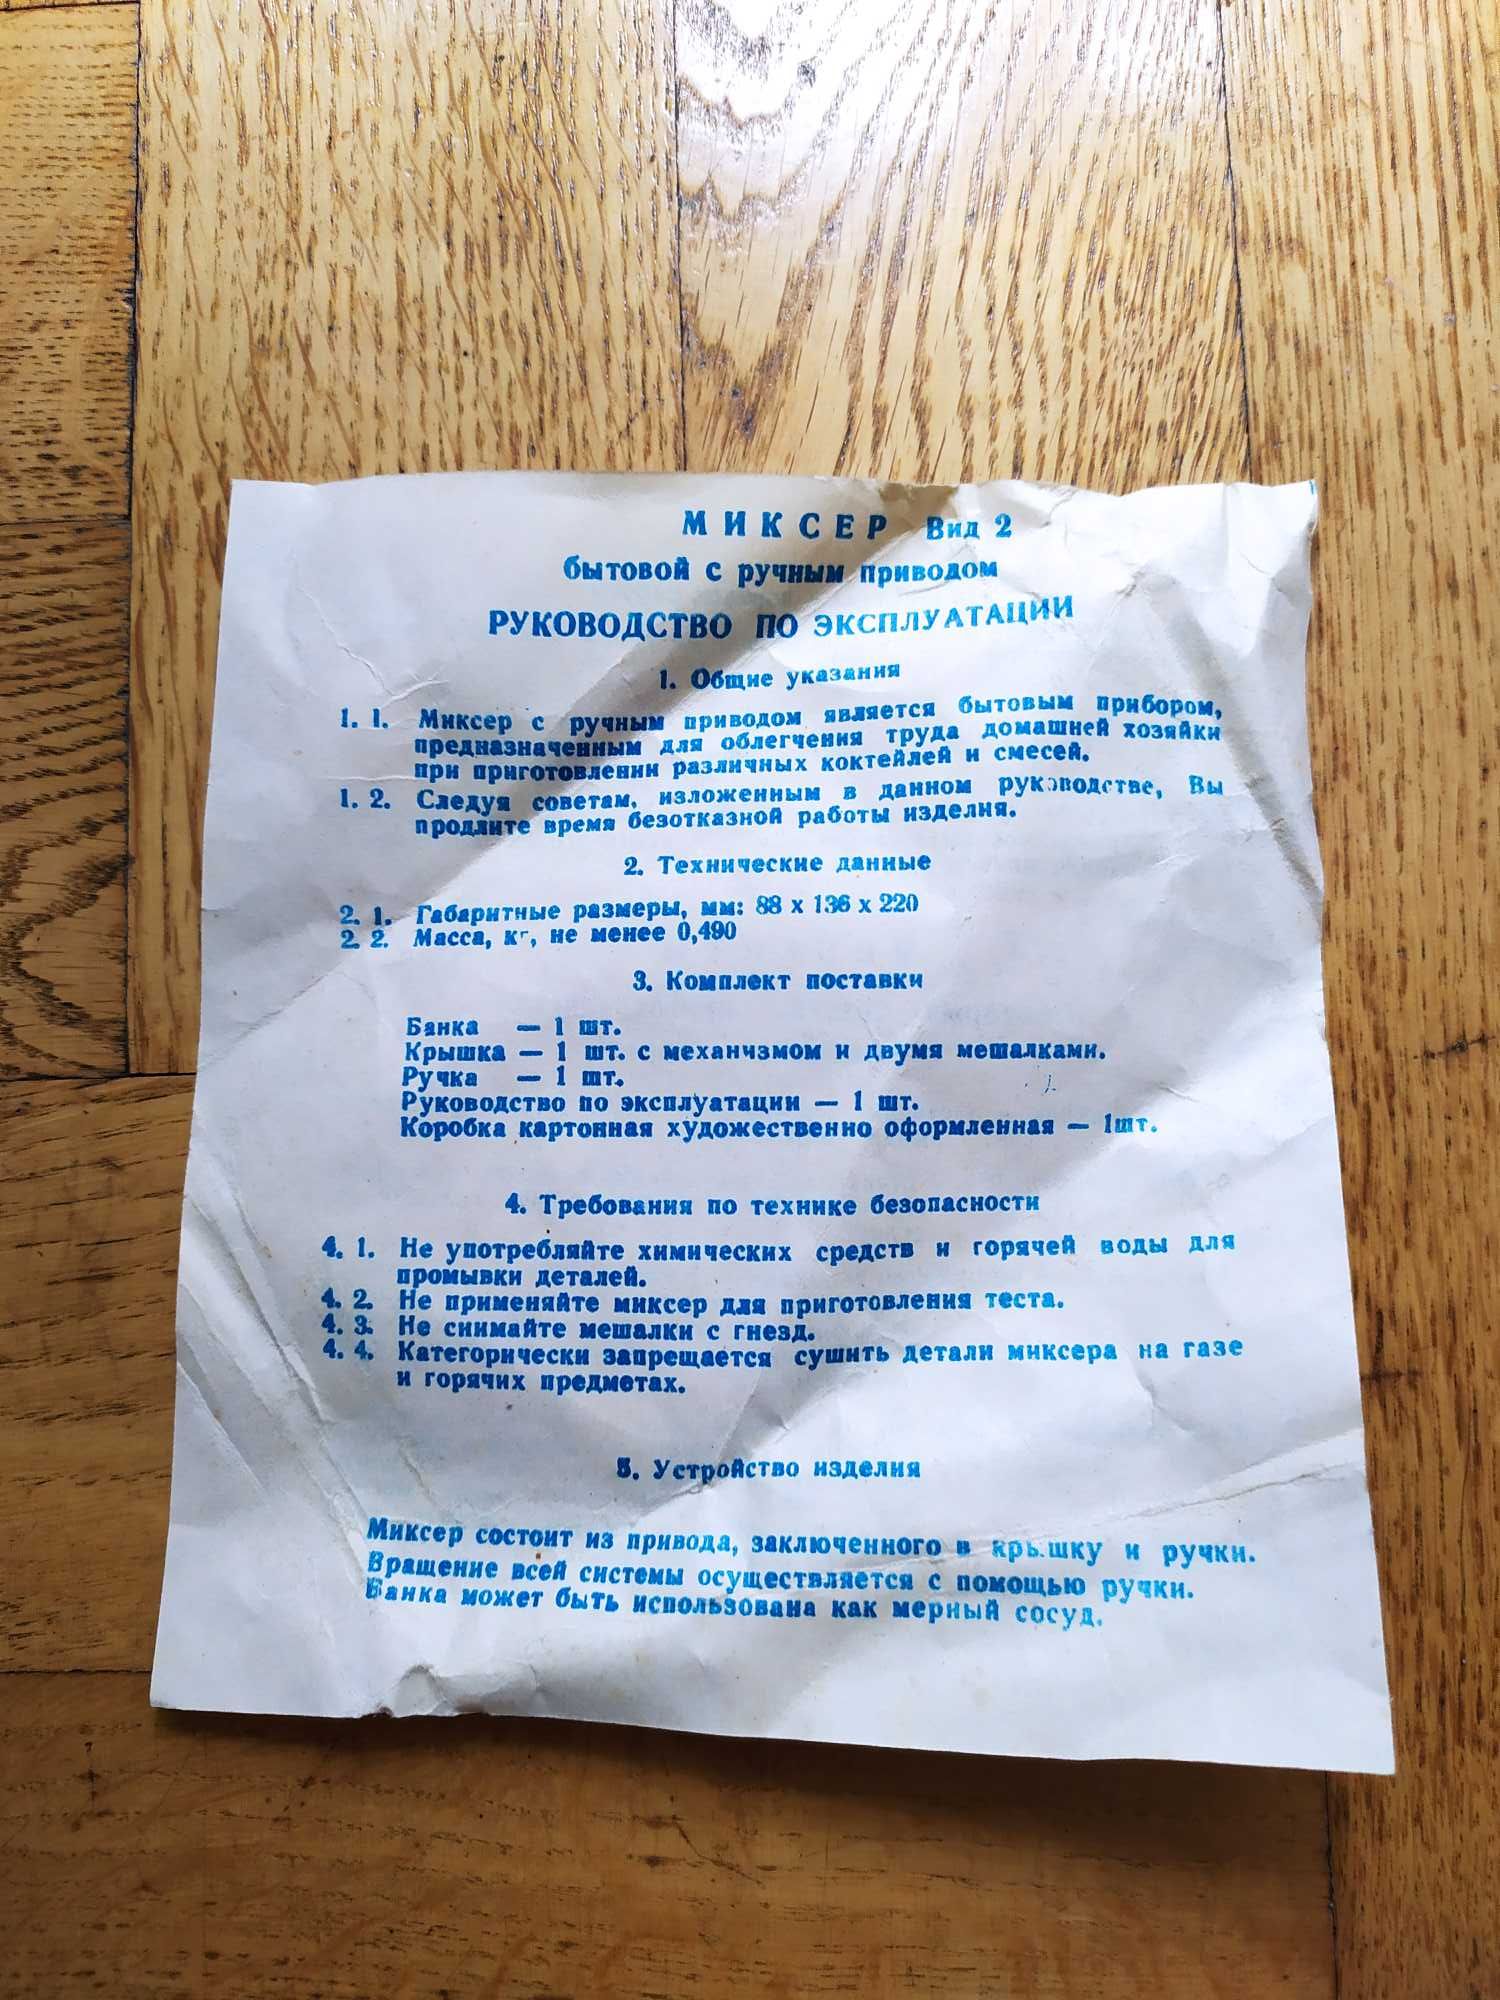 МИКСЕР Вид 2
бытовой с ручным приводом
РУКОВОДСТВО ПО ЭКСПЛУАТАЦИИ
1. Общие указания
1. 1. Миксер с ручным приводом является бытовым прибором,
предназначенным для облегчения труда домашней хозяйки
при приготовлении различных коктейлей и смесей.
1. 2. Следуя советам, изложенным в данном руководстве, Вы
продлите время безотказной работы изделия.
2. Технические данные
2. 1. Габаритные размеры, мм: 88 х 136 х 220
2. 2. Масса, кг, не менее 0,490
3. Комплект поставки
Банка — 1 шт.
Крышка — 1 шт. с механизмом и двумя мешалками.
Ручка — 1 шт.
Руководство по эксплуатации — 1 шт.
Коробка картонная художественно оформленная — 1шт.
4. Требования по технике безопасности
4. 1. Не употребляйте химических средств и горячей воды для
промывки деталей.
4. 2. Не применяйте миксер для приготовления теста.
4. 3. Не снимайте мешалки с гнезд.
4. 4. Категорически запрещается сушить детали миксера на газе
и горячих предметах.
5. Устройство изделия
Миксер состоит из привода, заключенного в крышку и ручки.
Вращение всей системы осуществляется с помощью ручки.
Банка может быть использована как мерный сосуд.